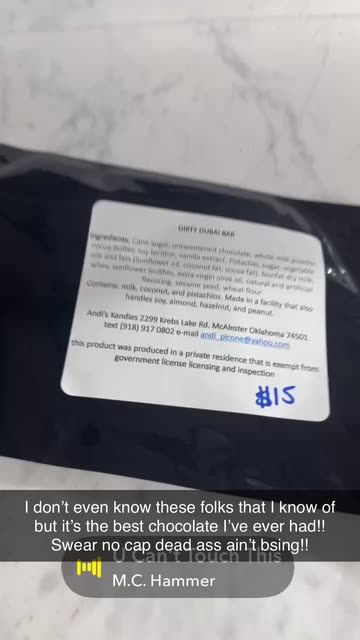 DIRTY DUBAI BAR
Ingredients: Cane sugar, unsweetened chocolate, whole milk powder,
cocoa butter, soy lecithin, vanilla extract. Pistachio, sugar, vegetable
oils and fats (Sunflower oil, coconut fat, cocoa fat). Nonfat dry milk,
whey, sunflower lecithin, extra virgin olive oil, natural and artificial
flavoring, sesame seed, wheat flour
Contains: milk, coconut, and pistachios. Made in a facility that also
handles soy, almond, hazelnut, and peanut.
Andi's Kandies 2299 Krebs Lake Rd. McAlester Oklahoma 74501
text (918) 917 0802 e-mail andi_picone@yahoo.com
this product was produced in a private residence that is exempt from
government license licensing and inspection
$15
I don't even know these folks that I know of
but it's the best chocolate I've ever had!!
Swear no cap dead ass ain't bsing!!
U Can't Touch This
M.C. Hammer